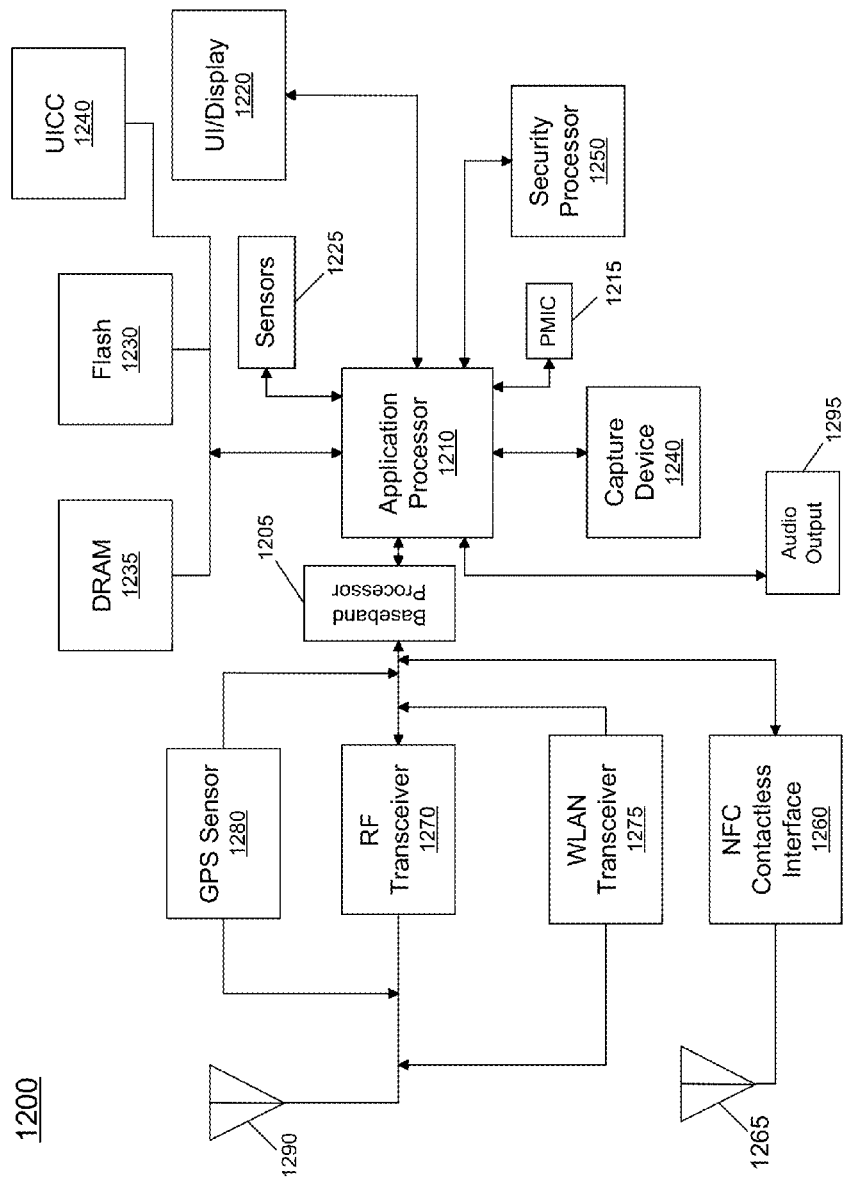 1200
UICC
1240
Flash
1230
DRAM
1235
UI/Display
1220
Sensors
1225
Application
Processor
1210
Security
Processor
1250
PMIC
1215
Capture
Device
1240
Audio
Output
1295
Baseband
Processor
1205
GPS Sensor
1280
RF
Transceiver
1270
WLAN
Transceiver
1275
NFC
Contactless
Interface
1260
1290
1265